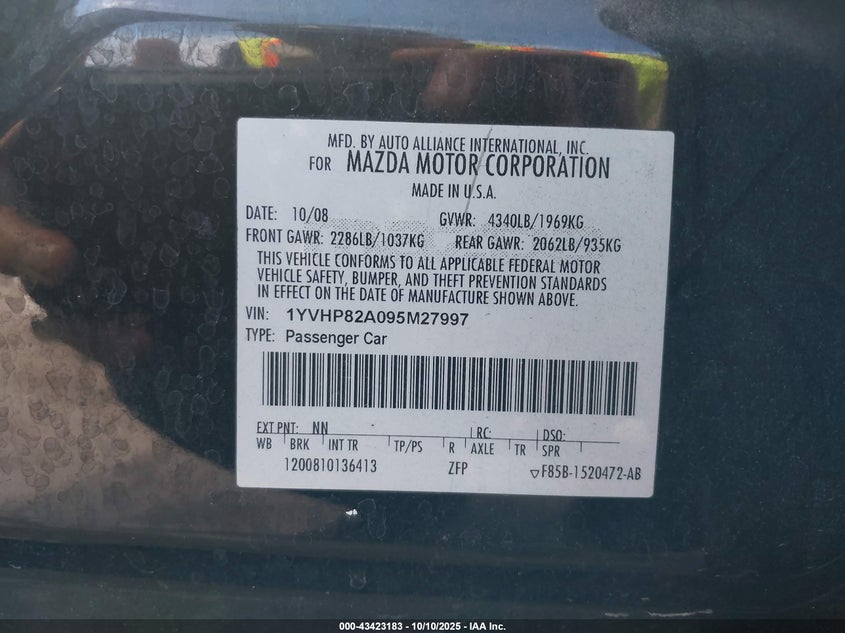 MFD. BY AUTO ALLIANCE INTERNATIONAL, INC.
FOR MAZDA MOTOR CORPORATION
MADE IN U.S.A.
DATE: 10/08 GVWR: 4340LB/1969KG
FRONT GAWR: 2286LB/1037KG REAR GAWR: 2062LB/935KG
THIS VEHICLE CONFORMS TO ALL APPLICABLE FEDERAL MOTOR
VEHICLE SAFETY, BUMPER, AND THEFT PREVENTION STANDARDS
IN EFFECT ON THE DATE OF MANUFACTURE SHOWN ABOVE.
VIN: 1YVHP82A095M27997
TYPE: Passenger Car
EXT PNT: NN RC: DSO:
WB BRK INT TR TP/PS R AXLE TR SPR
1200810136413 ZFP ▽F85B-1520472-AB
000-43423183 - 10/10/2025 - IAA Inc.